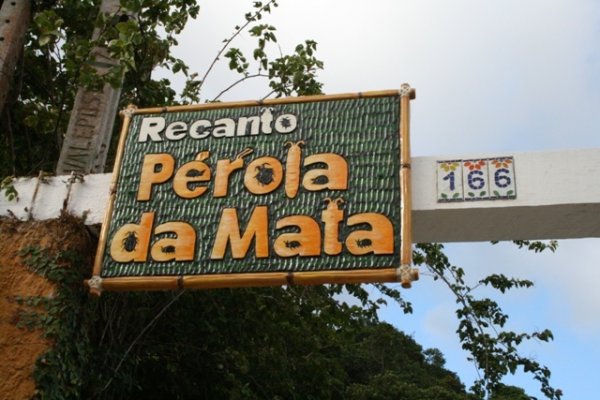 Recanto
Pérola
da Mata
166